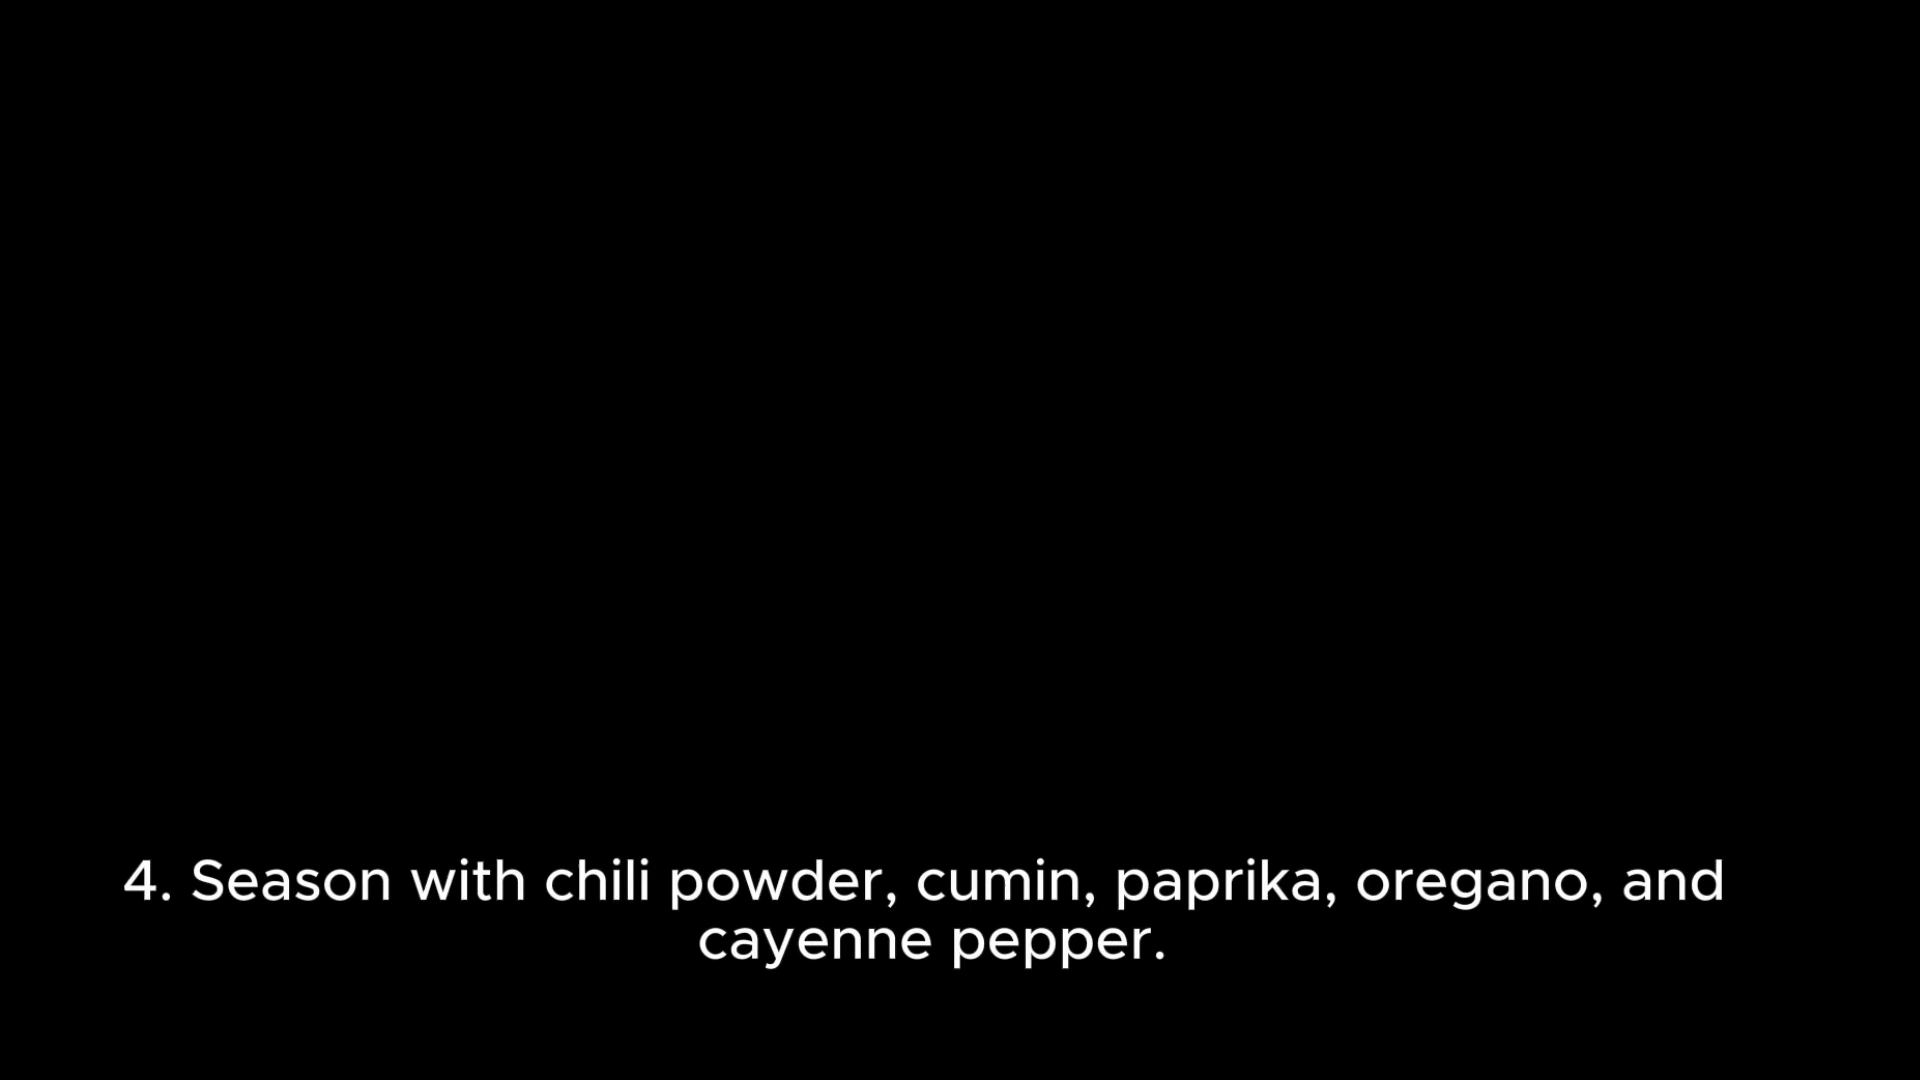 4. Season with chili powder, cumin, paprika, oregano, and
cayenne pepper.